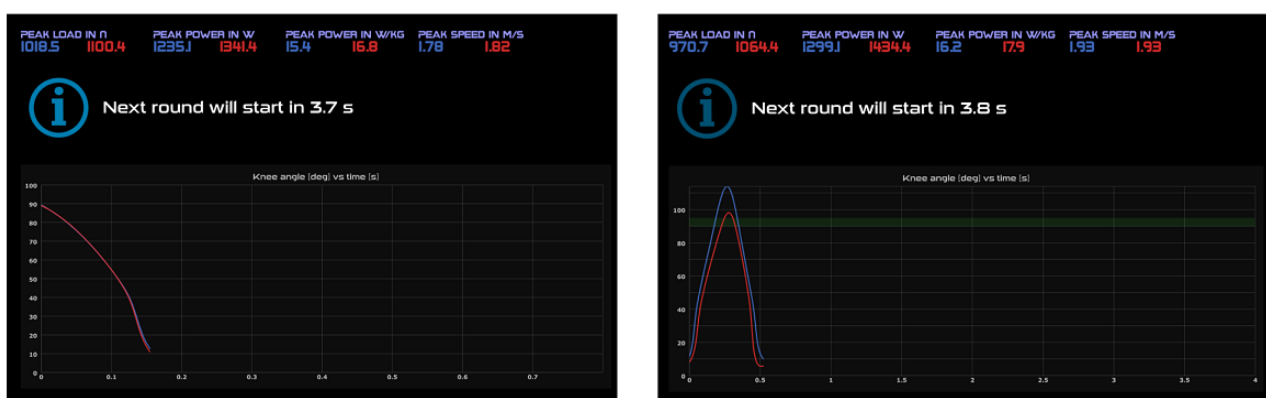 PEAK LOAD IN N PEAK POWER IN W PEAK POWER IN W/KG PEAK SPEED IN M/S
1018.5 1100.4 1235.1 1341.4 15.4 16.8 1.78 1.82
Next round will start in 3.7 s
Knee angle [deg] vs time [s]
100
90
80
70
60
50
40
30
20
10
0
0 0.1 0.2 0.3 0.4 0.5 0.6 0.7
PEAK LOAD IN N PEAK POWER IN W PEAK POWER IN W/KG PEAK SPEED IN M/S
970.7 1064.4 1299.1 1434.4 16.2 17.9 1.93 1.93
Next round will start in 3.8 s
Knee angle [deg] vs time [s]
100
80
60
40
20
0
0 0.5 1 1.5 2 2.5 3 3.5 4